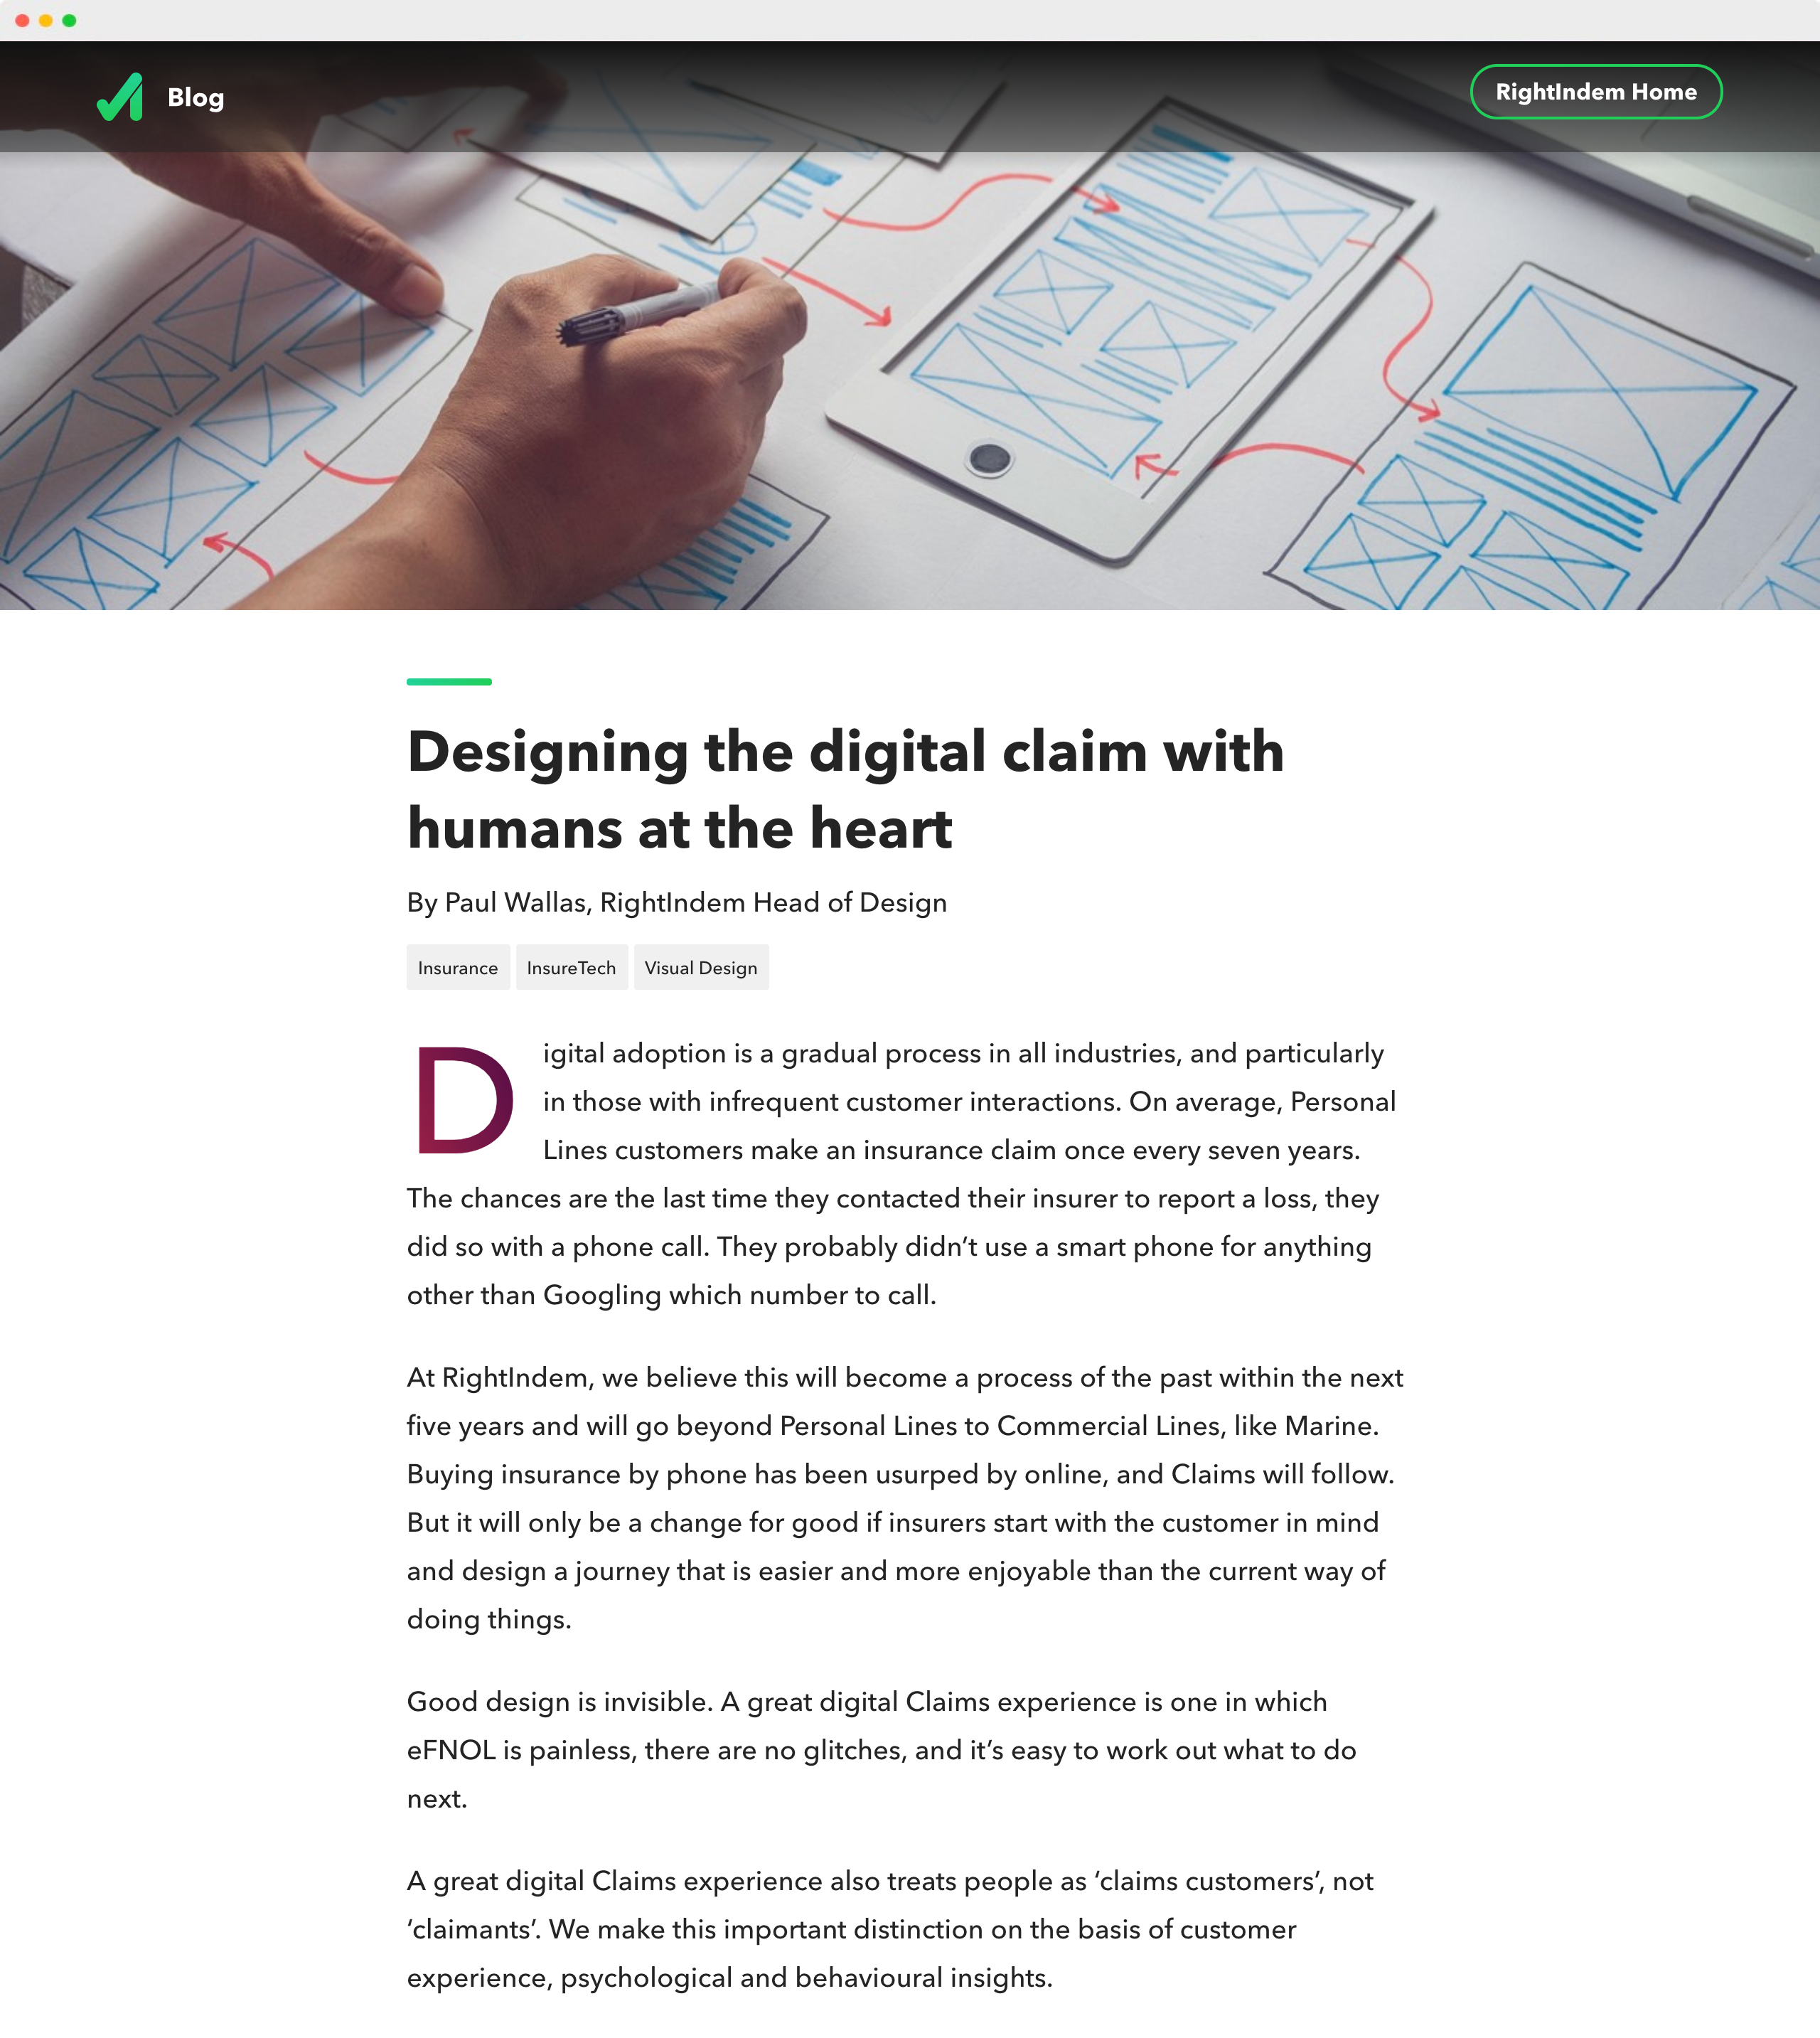 Blog
RightIndem Home
Designing the digital claim with
humans at the heart
By Paul Wallas, RightIndem Head of Design
Insurance InsureTech Visual Design
Digital adoption is a gradual process in all industries, and particularly
in those with infrequent customer interactions. On average, Personal
Lines customers make an insurance claim once every seven years.
The chances are the last time they contacted their insurer to report a loss, they
did so with a phone call. They probably didn’t use a smart phone for anything
other than Googling which number to call.
At RightIndem, we believe this will become a process of the past within the next
five years and will go beyond Personal Lines to Commercial Lines, like Marine.
Buying insurance by phone has been usurped by online, and Claims will follow.
But it will only be a change for good if insurers start with the customer in mind
and design a journey that is easier and more enjoyable than the current way of
doing things.
Good design is invisible. A great digital Claims experience is one in which
eFNOL is painless, there are no glitches, and it’s easy to work out what to do
next.
A great digital Claims experience also treats people as ‘claims customers’, not
‘claimants’. We make this important distinction on the basis of customer
experience, psychological and behavioural insights.